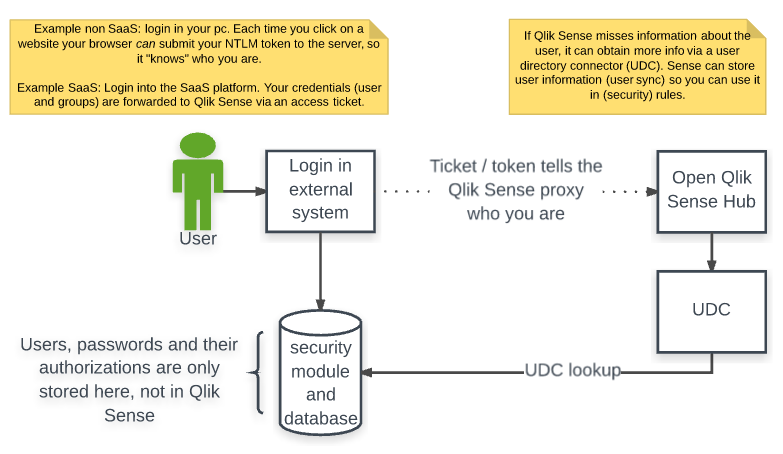 Example non SaaS: login in your pc. Each time you click on a
website your browser can submit your NTLM token to the server, so
it "knows" who you are.
Example SaaS: Login into the SaaS platform. Your credentials (user
and groups) are forwarded to Qlik Sense via an access ticket.
If Qlik Sense misses information about the
user, it can obtain more info via a user
directory connector (UDC). Sense can store
user information (user sync) so you can use it
in (security) rules.
User
Login in
external
system
Ticket / token tells the
Qlik Sense proxy
who you are
Open Qlik
Sense Hub
UDC
UDC lookup
security
module
and
database
Users, passwords and their
authorizations are only
stored here, not in Qlik
Sense